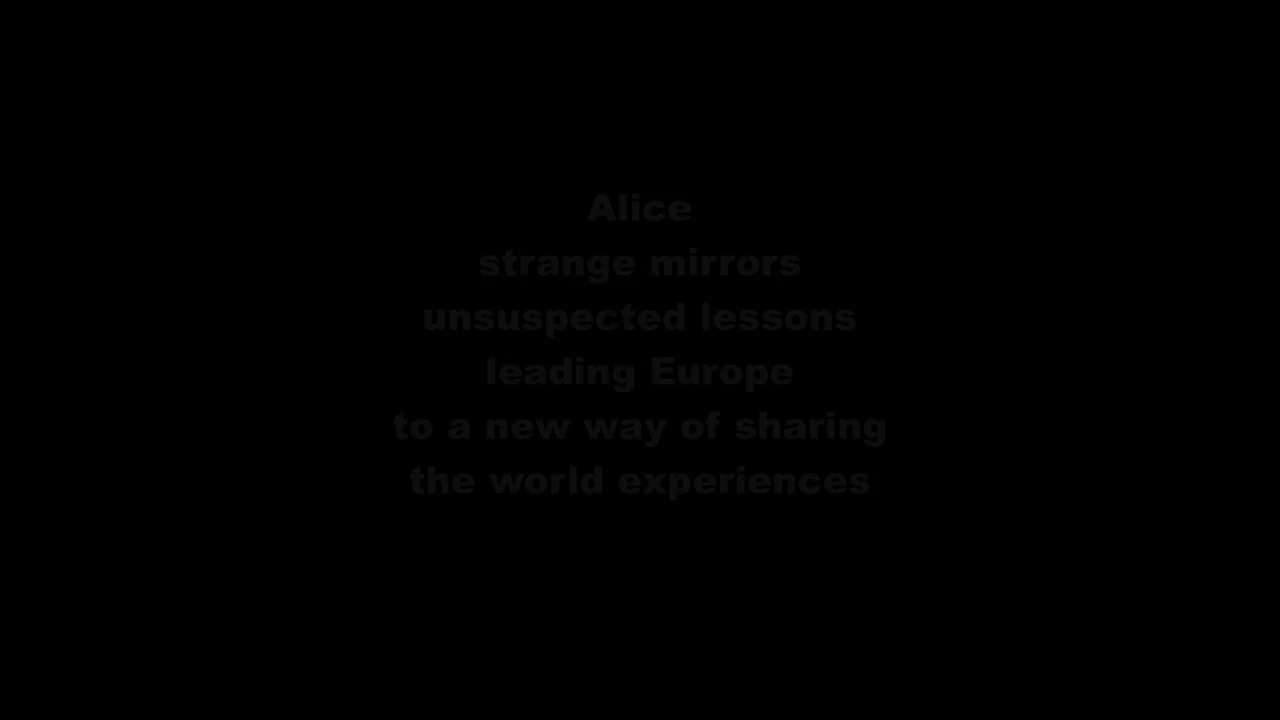 Alice
strange mirrors
unsuspected lessons
leading Europe
to a new way of sharing
the world experiences